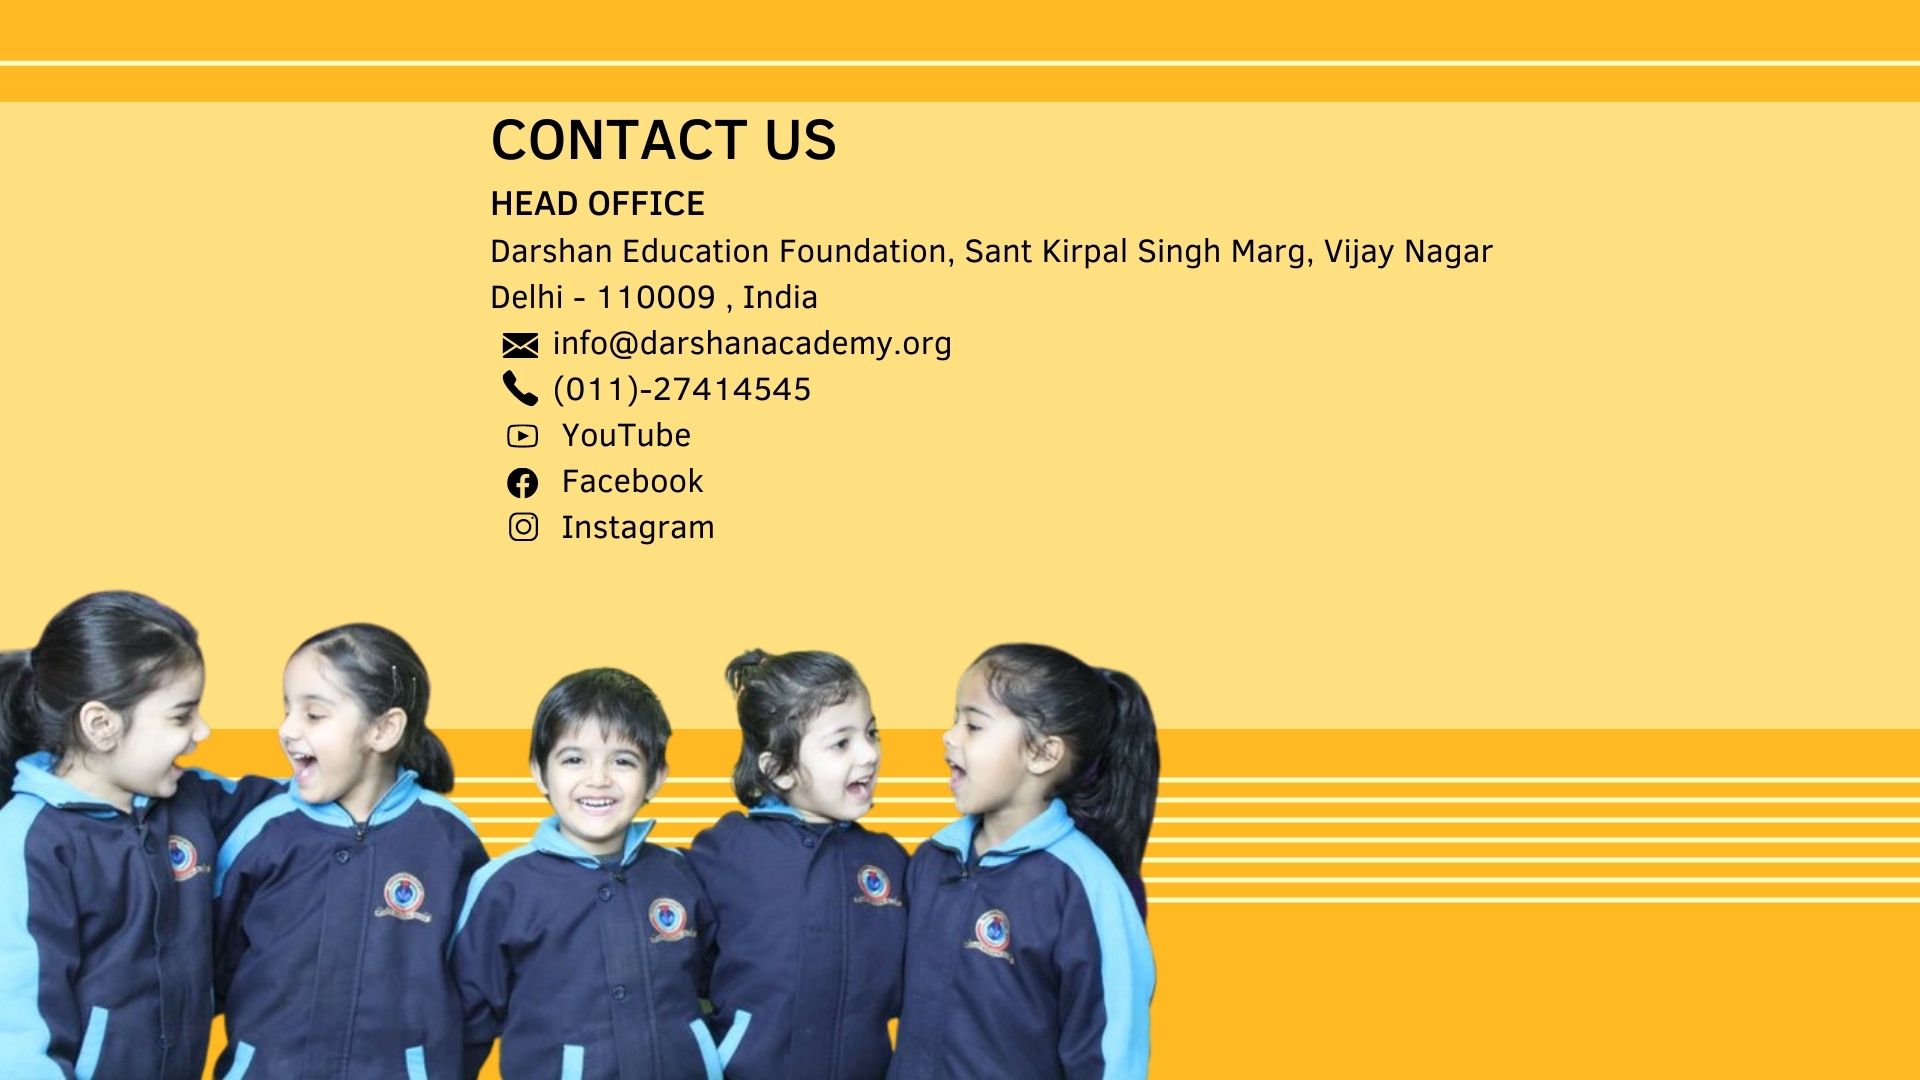 CONTACT US
HEAD OFFICE
Darshan Education Foundation, Sant Kirpal Singh Marg, Vijay Nagar
Delhi - 110009 , India
info@darshanacademy.org
(011)-27414545
YouTube
Facebook
Instagram